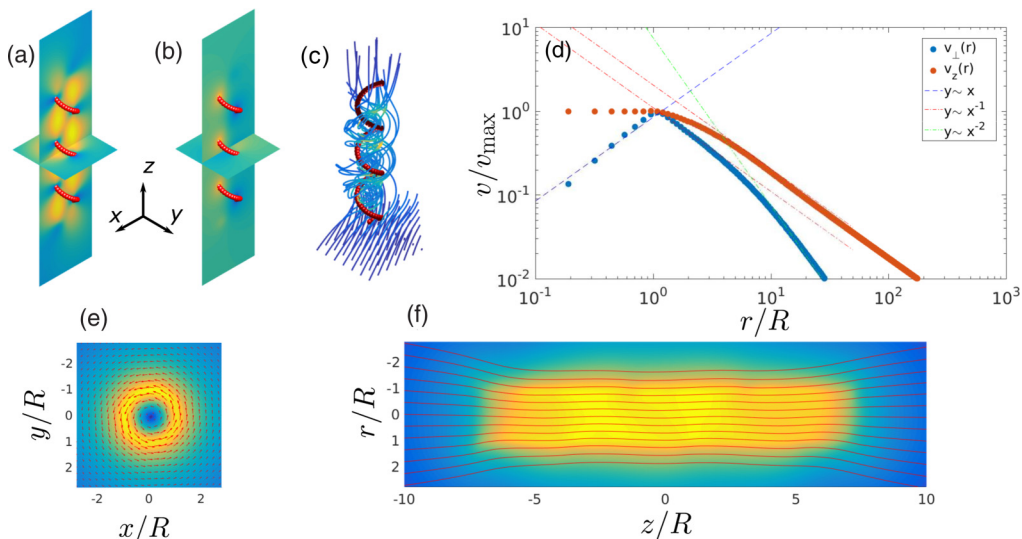 (a)
(b)
(c)
z
x
y
(d)
v/v_max
10^1
10^0
10^-1
10^-2
v_⊥(r)
v_z(r)
y~ x
y~ x^-1
y~ x^-2
10^-1
10^0
10^1
10^2
10^3
r/R
(e)
y/R
-2
-1
0
1
2
-2
0
2
x/R
(f)
r/R
-2
-1
0
1
2
-10
-5
0
5
10
z/R